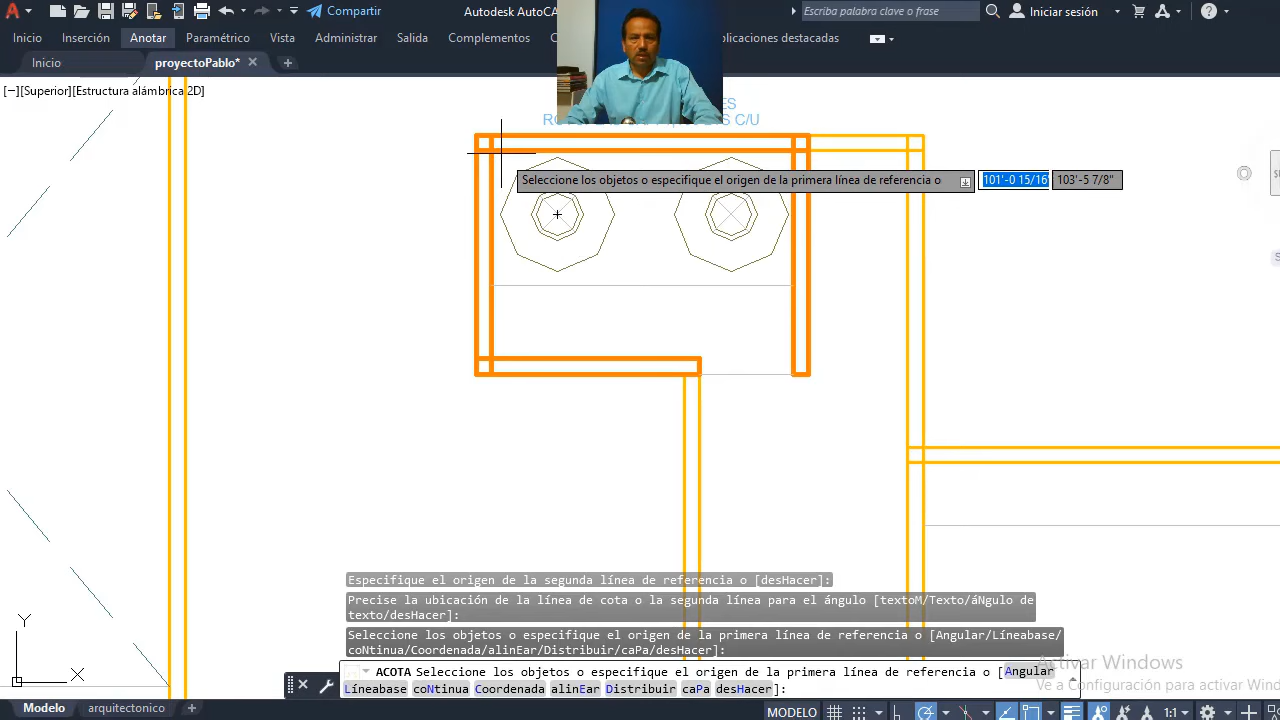 Compartir
Autodesk AutoCA
Escriba palabra clave o frase
Iniciar sesión
Inicio
Inserción
Anotar
Paramétrico
Vista
Administrar
Salida
Complementos
plicaciones destacadas
Inicio
proyectoPablo*
[−][Superior][Estructura alámbrica 2D]
ES
C/U
Seleccione los objetos o especifique el origen de la primera línea de referencia o
101'-0 15/16"
103'-5 7/8"
Especifique el origen de la segunda línea de referencia o [desHacer]:
Precise la ubicación de la línea de cota o la segunda línea para el ángulo [textoM/Texto/áNgulo de
texto/desHacer]:
Seleccione los objetos o especifique el origen de la primera línea de referencia o [Angular/Líneabase/
coNtinua/Coordenada/alinEar/Distribuir/caPa/desHacer]:
ACOTA Seleccione los objetos o especifique el origen de la primera línea de referencia o [Angular
Líneabase coNtinua Coordenada alinEar Distribuir caPa desHacer]:
Activar Windows
Ve a Configuración para activar Win
Y
X
Modelo
arquitectonico
MODELO
1:1